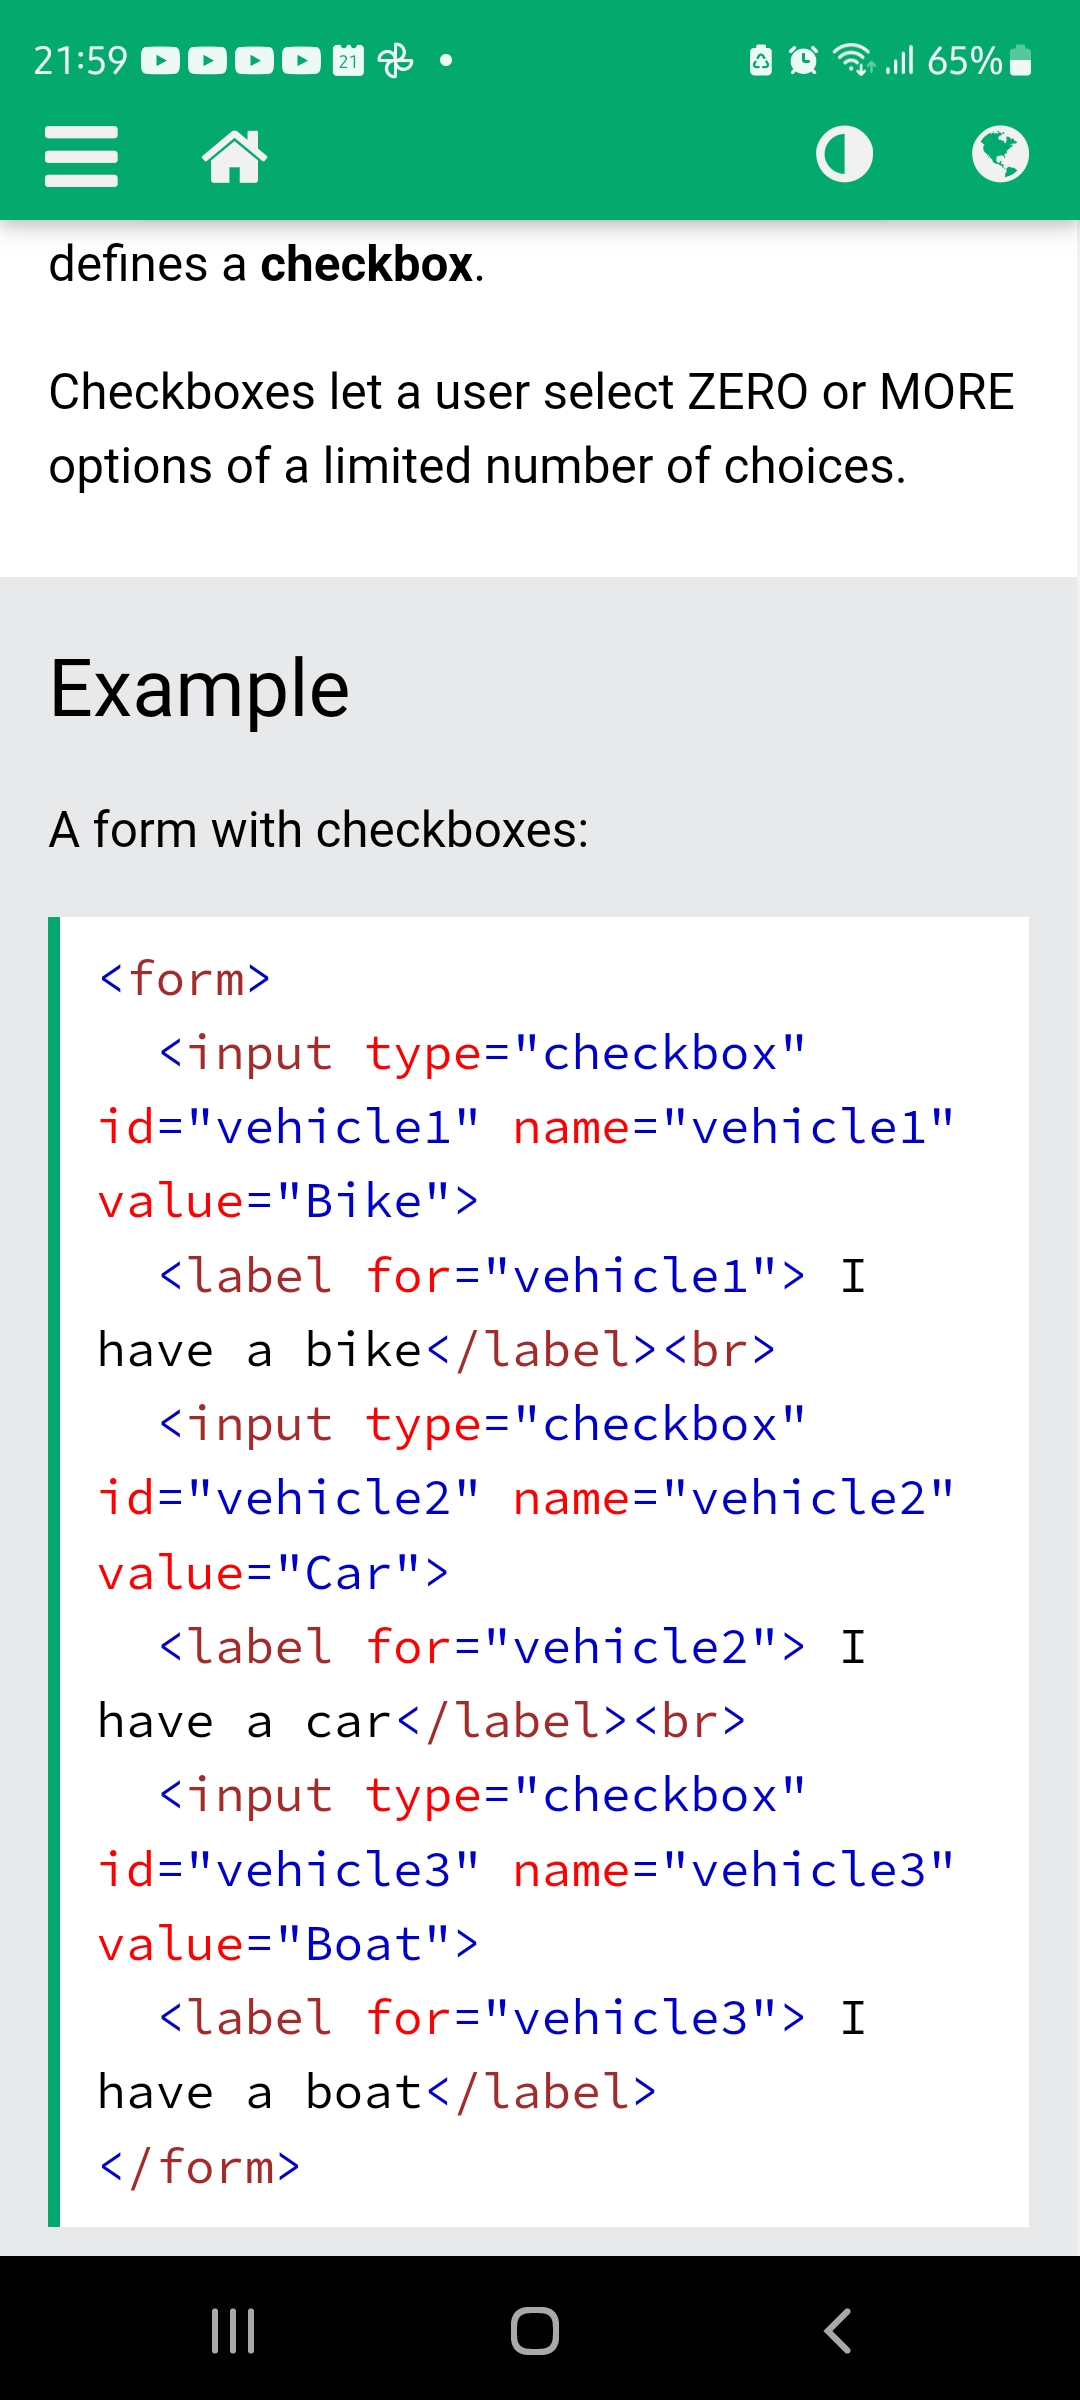 21:59 21 65%
defines a checkbox.
Checkboxes let a user select ZERO or MORE
options of a limited number of choices.
Example
A form with checkboxes:
<form>
  <input type="checkbox"
id="vehicle1" name="vehicle1"
value="Bike">
  <label for="vehicle1"> I
have a bike</label><br>
  <input type="checkbox"
id="vehicle2" name="vehicle2"
value="Car">
  <label for="vehicle2"> I
have a car</label><br>
  <input type="checkbox"
id="vehicle3" name="vehicle3"
value="Boat">
  <label for="vehicle3"> I
have a boat</label>
</form>